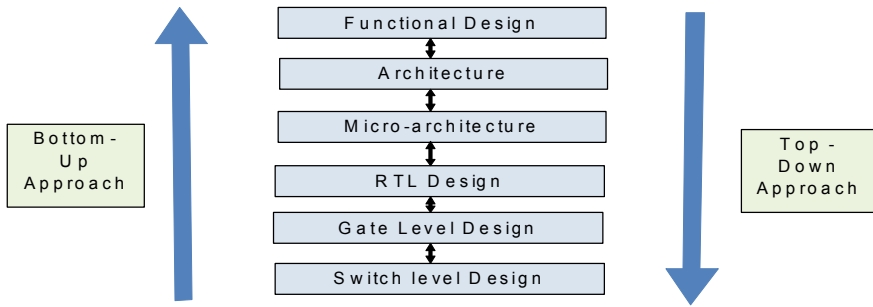 Functional Design
Architecture
Micro-architecture
RTL Design
Gate Level Design
Switch level Design
Bottom-
Up
Approach
Top -
Down
Approach